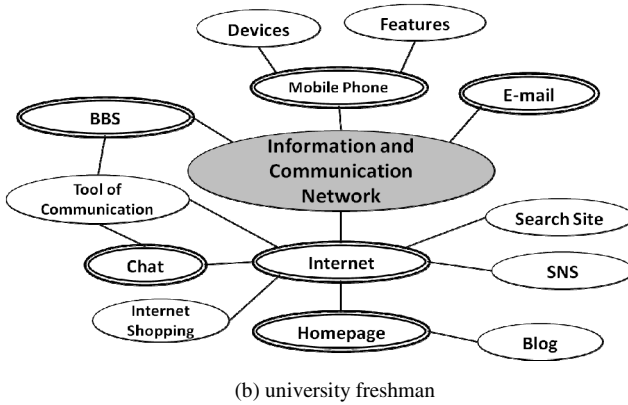 Devices
Features
Mobile Phone
E-mail
BBS
Information and
Communication
Network
Tool of
Communication
Search Site
Chat
Internet
SNS
Internet
Shopping
Homepage
Blog
(b) university freshman